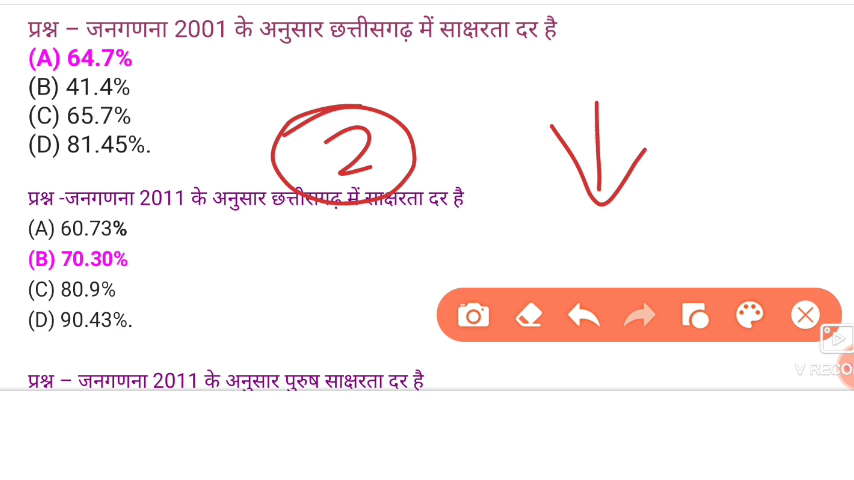 प्रश्न – जनगणना 2001 के अनुसार छत्तीसगढ़ में साक्षरता दर है
(A) 64.7%
(B) 41.4%
(C) 65.7%
(D) 81.45%.
2
प्रश्न -जनगणना 2011 के अनुसार छत्तीसगढ़ में साक्षरता दर है
(A) 60.73%
(B) 70.30%
(C) 80.9%
(D) 90.43%.
V RECO
प्रश्न – जनगणना 2011 के अनुसार पुरुष साक्षरता दर है